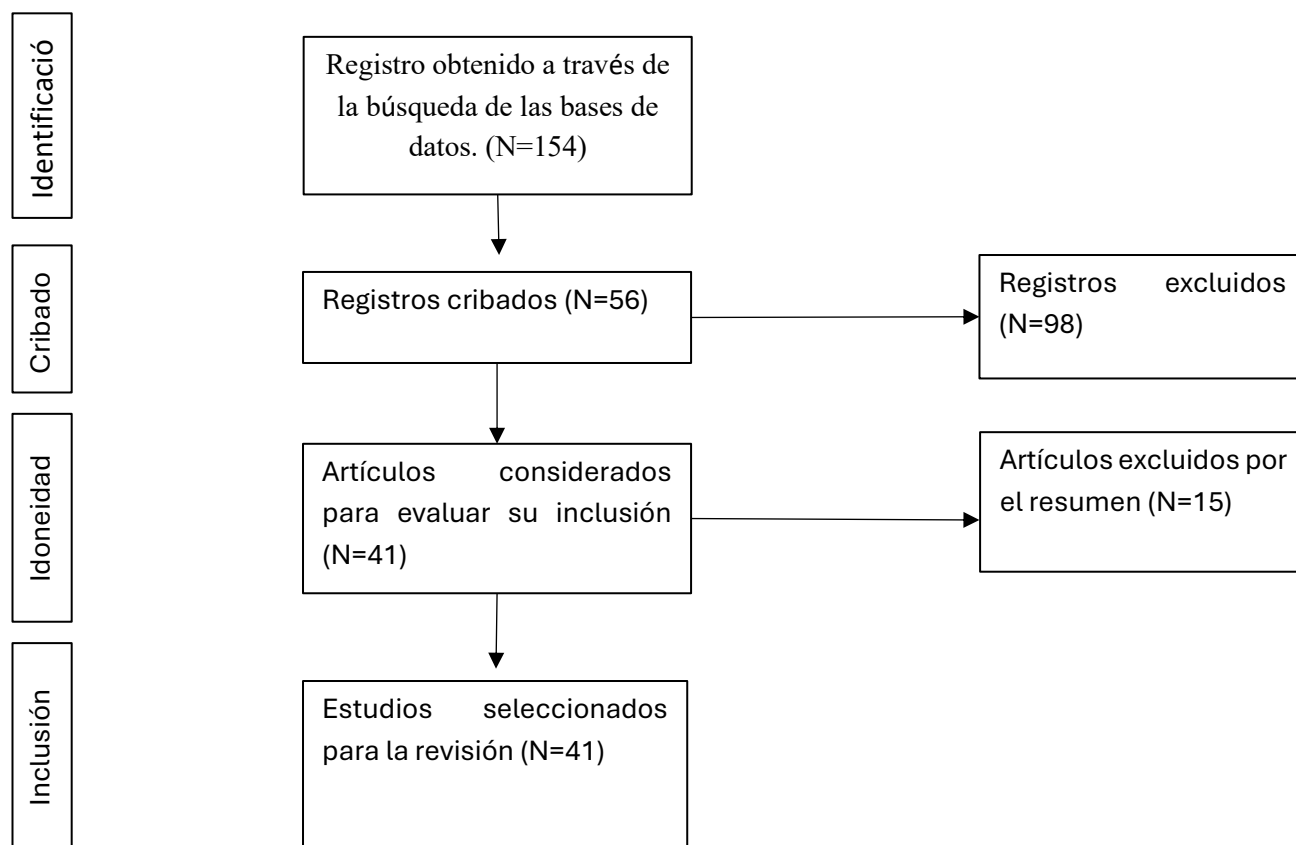 Identificació
Registro obtenido a través de
la búsqueda de las bases de
datos. (N=154)
Cribado
Registros cribados (N=56)
Registros excluidos
(N=98)
Idoneidad
Artículos considerados
para evaluar su inclusión
(N=41)
Artículos excluidos por
el resumen (N=15)
Inclusión
Estudios seleccionados
para la revisión (N=41)